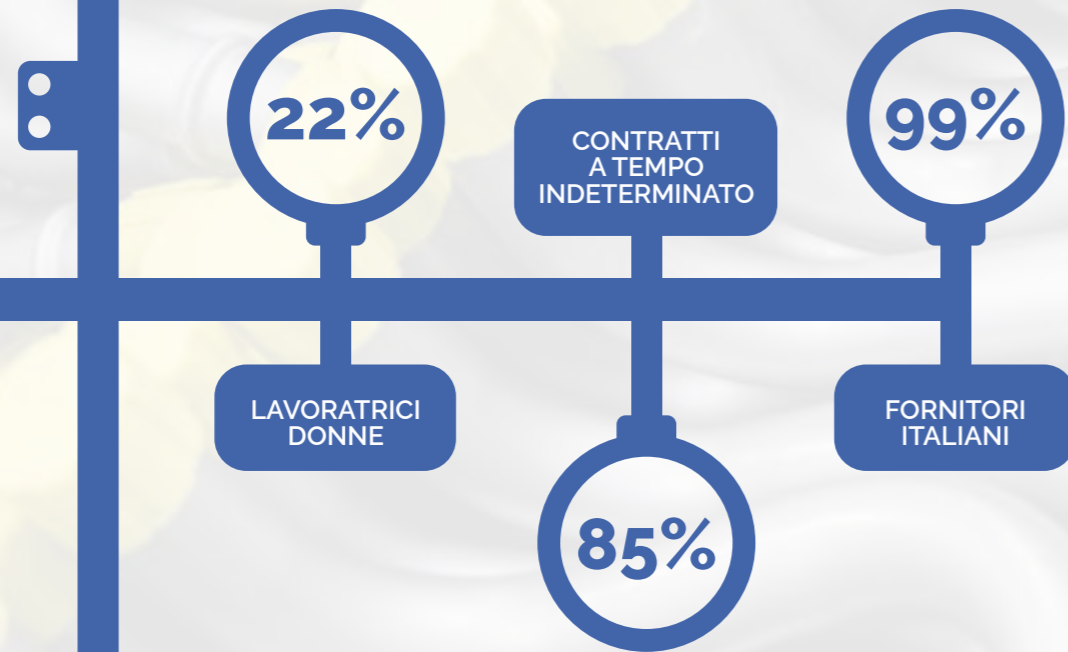 22%
LAVORATRICI
DONNE
CONTRATTI
A TEMPO
INDETERMINATO
85%
99%
FORNITORI
ITALIANI